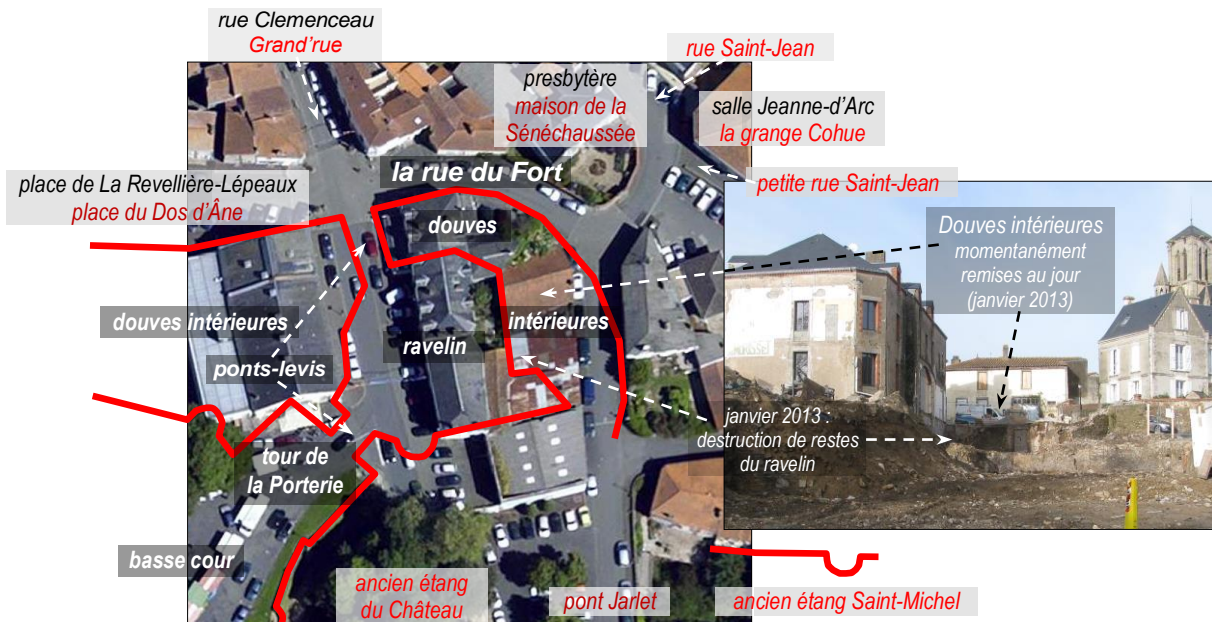 rue Clemenceau
Grand'rue
rue Saint-Jean
presbytère
maison de la
Sénéchaussée
salle Jeanne-d'Arc
la grange Cohue
la rue du Fort
petite rue Saint-Jean
place de La Revellière-Lépeaux
place du Dos d'Âne
douves
Douves intérieures
momentanément
remises au jour
(janvier 2013)
douves intérieures
intérieures
ravelin
ponts-levis
janvier 2013 :
destruction de restes
du ravelin
tour de
la Porterie
basse cour
ancien étang
du Château
pont Jarlet
ancien étang Saint-Michel